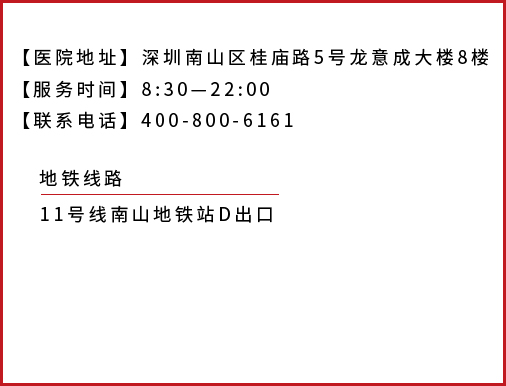 【医院地址】深圳南山区桂庙路5号龙意成大楼8楼
【服务时间】8:30—22:00
【联系电话】400-800-6161
地铁线路
11号线南山地铁站D出口